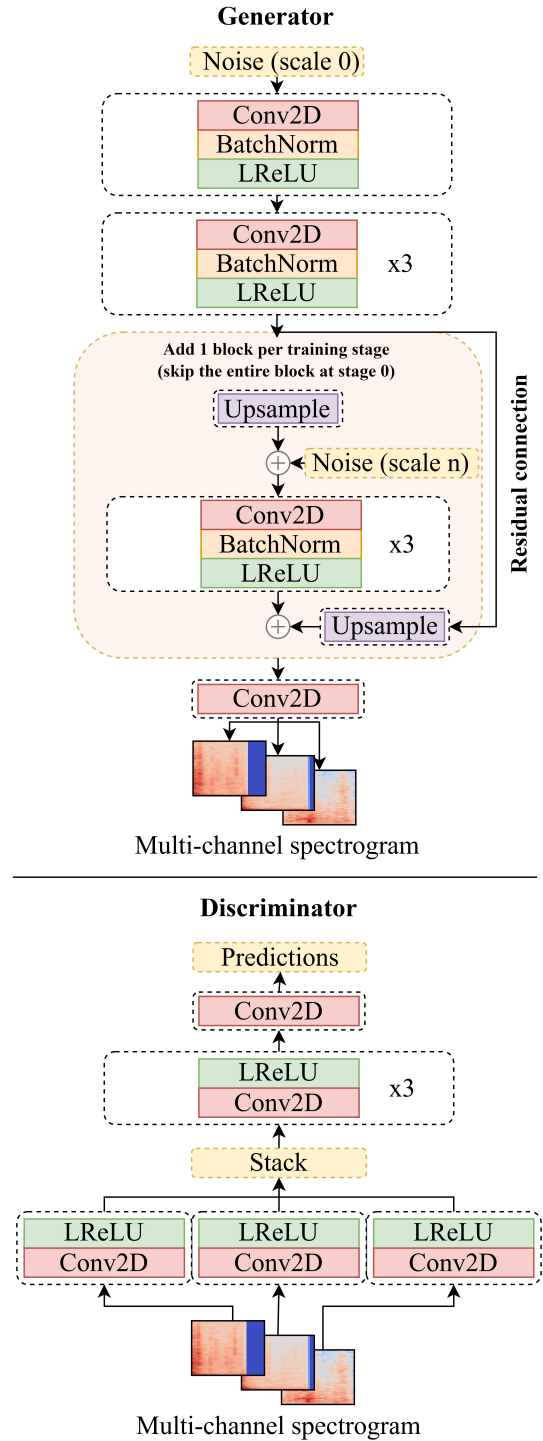 Generator
Noise (scale 0)
Conv2D
BatchNorm
LReLU
Conv2D
BatchNorm
x3
LReLU
Add 1 block per training stage
(skip the entire block at stage 0)
Upsample
Noise (scale n)
Residual connection
Conv2D
BatchNorm
x3
LReLU
Upsample
Conv2D
Multi-channel spectrogram
Discriminator
Predictions
Conv2D
LReLU
x3
Conv2D
Stack
LReLU LReLU LReLU
Conv2D Conv2D Conv2D
Multi-channel spectrogram